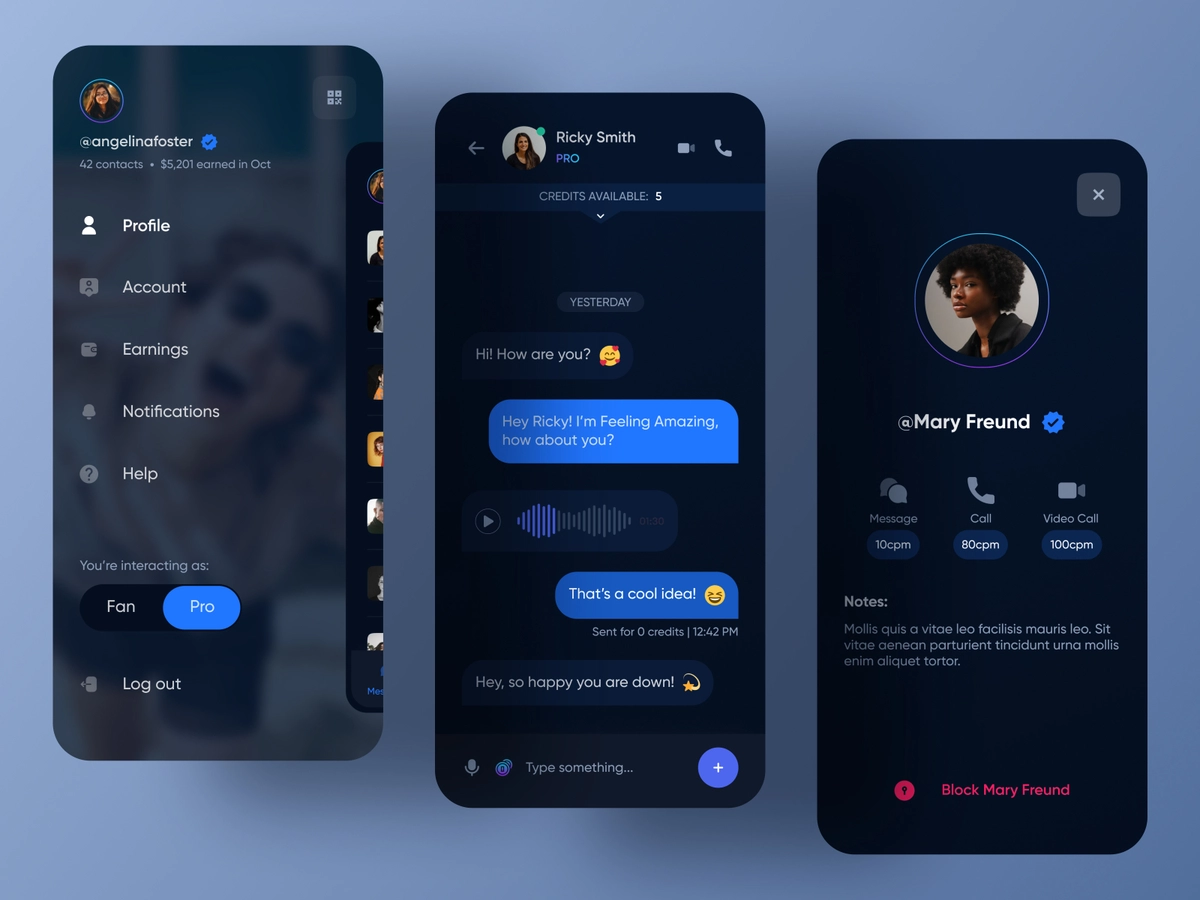 @angelinafoster
42 contacts • $5,201 earned in Oct
Profile
Account
Earnings
Notifications
Help
You're interacting as:
Fan Pro
Log out
Mes
Ricky Smith
PRO
CREDITS AVAILABLE: 5
YESTERDAY
Hi! How are you? 🥰
Hey Ricky! I'm Feeling Amazing,
how about you?
01:30
That's a cool idea! 😆
Sent for 0 credits | 12:42 PM
Hey, so happy you are down! 💫
Type something...
@Mary Freund
Message Call Video Call
10cpm 80cpm 100cpm
Notes:
Mollis quis a vitae leo facilisis mauris leo. Sit
vitae aenean parturient tincidunt urna mollis
enim aliquet tortor.
Block Mary Freund